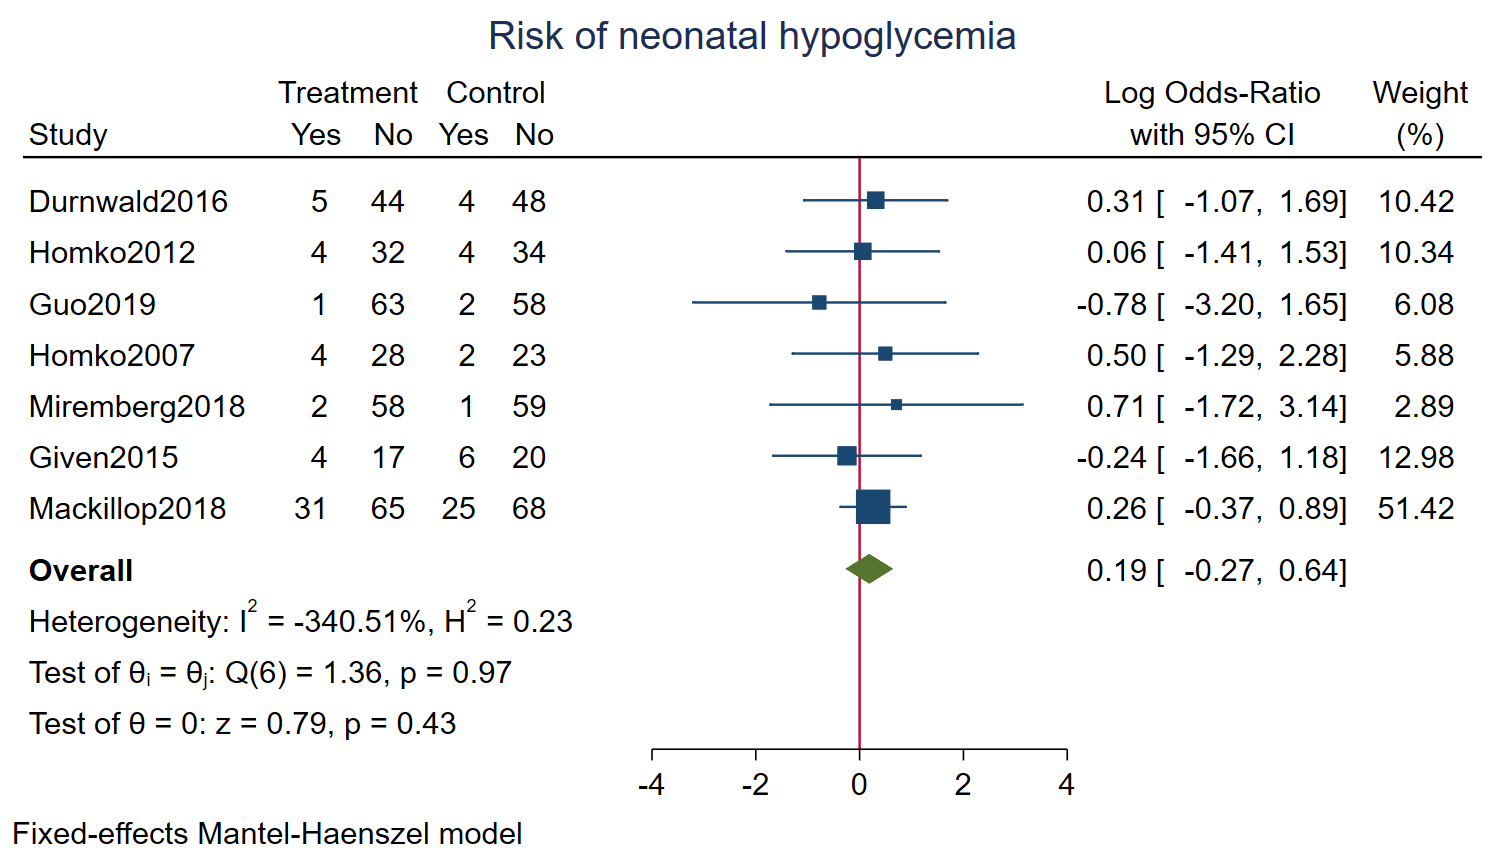 Risk of neonatal hypoglycemia
Treatment Control Log Odds-Ratio Weight
Study Yes No Yes No with 95% CI (%)
Durnwald2016 5 44 4 48 0.31 [ -1.07, 1.69] 10.42
Homko2012 4 32 4 34 0.06 [ -1.41, 1.53] 10.34
Guo2019 1 63 2 58 -0.78 [ -3.20, 1.65] 6.08
Homko2007 4 28 2 23 0.50 [ -1.29, 2.28] 5.88
Miremberg2018 2 58 1 59 0.71 [ -1.72, 3.14] 2.89
Given2015 4 17 6 20 -0.24 [ -1.66, 1.18] 12.98
Mackillop2018 31 65 25 68 0.26 [ -0.37, 0.89] 51.42
Overall 0.19 [ -0.27, 0.64]
Heterogeneity: I² = -340.51%, H² = 0.23
Test of θᵢ = θⱼ: Q(6) = 1.36, p = 0.97
Test of θ = 0: z = 0.79, p = 0.43
-4 -2 0 2 4
Fixed-effects Mantel-Haenszel model